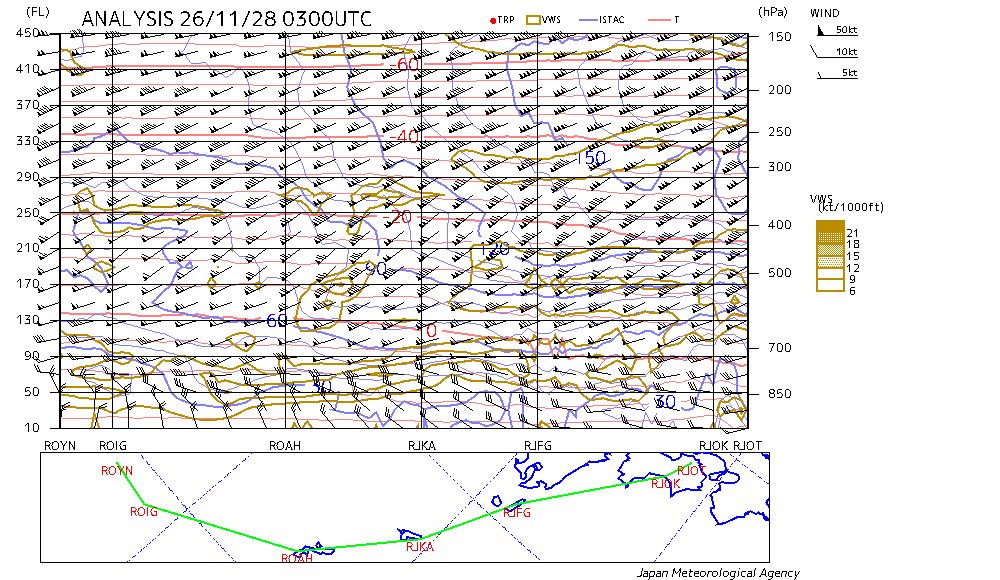 (FL) ANALYSIS 26/11/28 0300UTC TRP VWS ISTAC T (hPa) WIND
450 150 50kt
10kt
410 -60 5kt
370 200
330 -40 250
290 150 300
250 -20 VWS
(kt/1000ft)
400 21
210 18
90 15
500 12
170 9
6
130 60 0
90 700
50 30 30 850
10
ROYN ROIG ROAH RJKA RJFG RJOK RJOT
ROYN RJOT
RJOK
ROIG RJFG
RJKA
ROAH
Japan Meteorological Agency